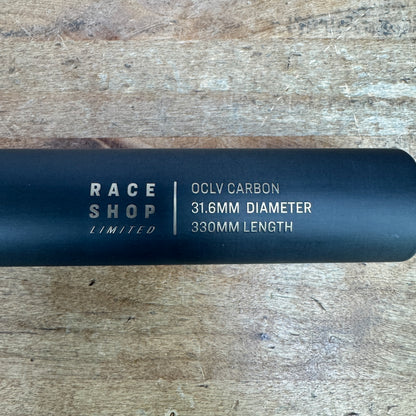 RACE
SHOP
LIMITED
OCLV CARBON
31.6MM DIAMETER
330MM LENGTH